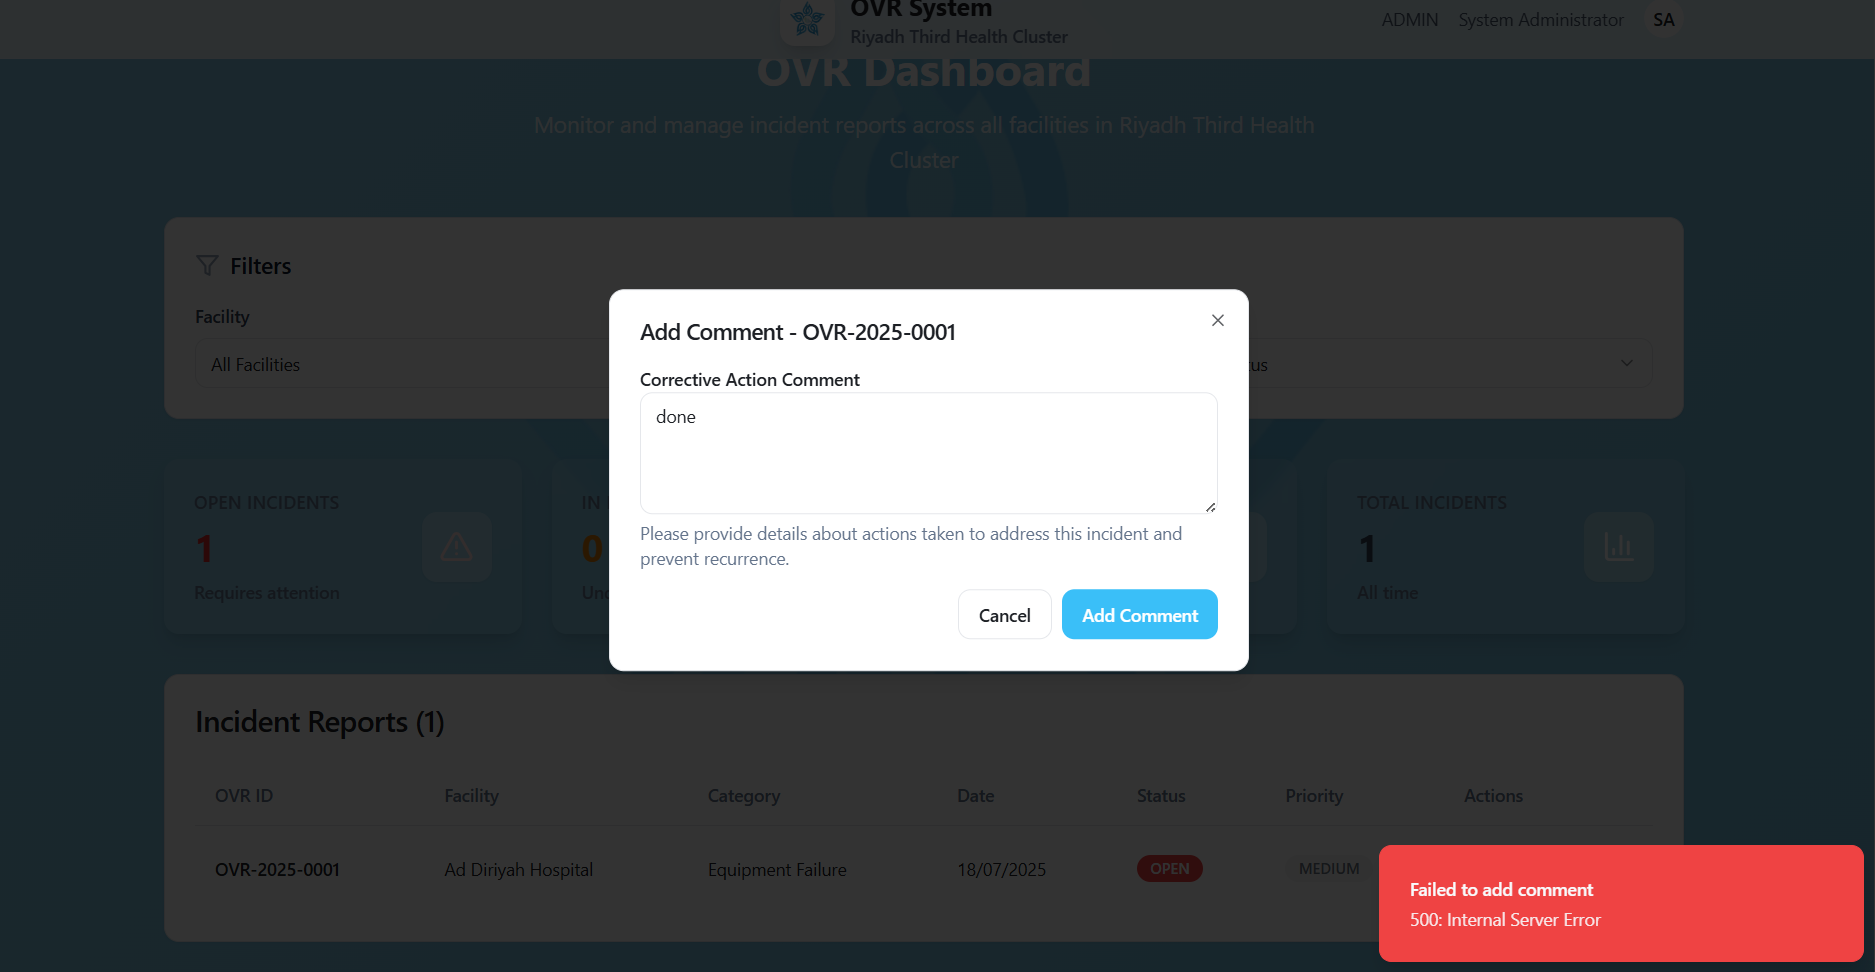 OVR System
Riyadh Third Health Cluster
ADMIN
System Administrator
SA
OVR Dashboard
Monitor and manage incident reports across all facilities in Riyadh Third Health
Cluster
Filters
Facility
All Facilities
Add Comment - OVR-2025-0001
Corrective Action Comment
done
Please provide details about actions taken to address this incident and
prevent recurrence.
Cancel
Add Comment
OPEN INCIDENTS
1
Requires attention
IN
0
TOTAL INCIDENTS
1
All time
Incident Reports (1)
OVR ID Facility Category Date Status Priority Actions
OVR-2025-0001 Ad Diriyah Hospital Equipment Failure 18/07/2025 OPEN MEDIUM
Failed to add comment
500: Internal Server Error